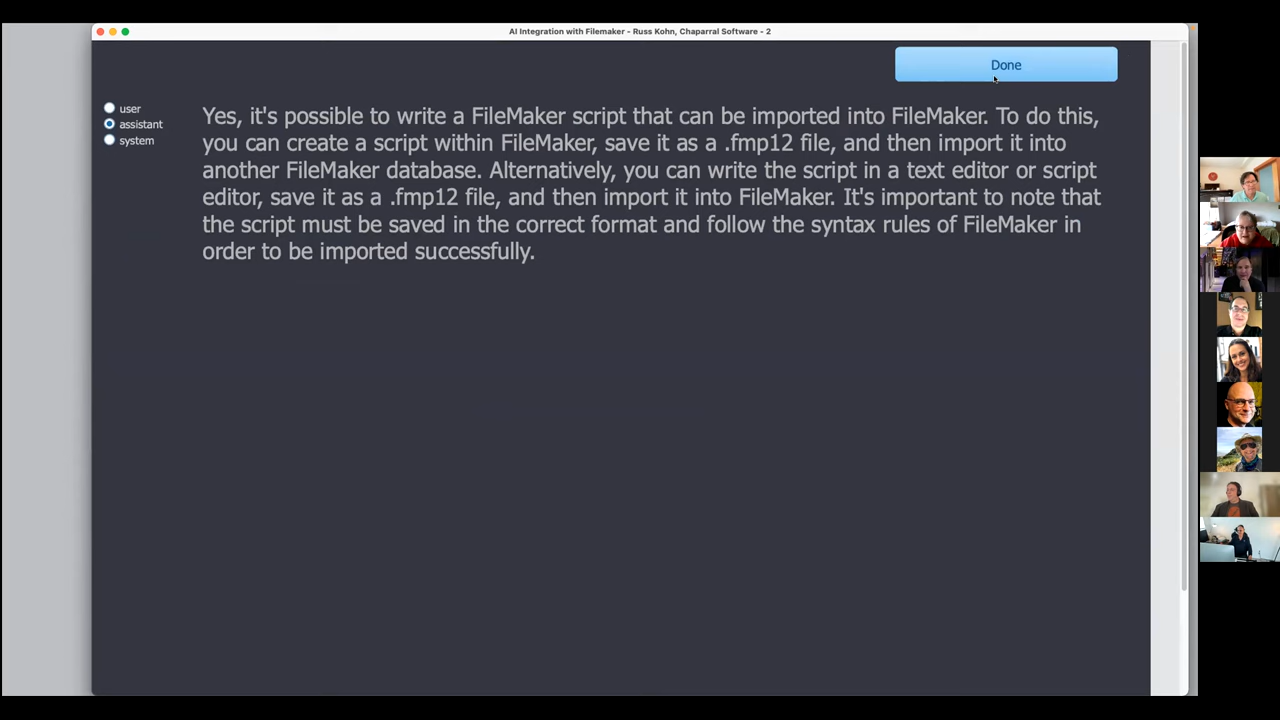 AI Integration with Filemaker - Russ Kohn, Chaparral Software - 2
Done
user
assistant
system
Yes, it's possible to write a FileMaker script that can be imported into FileMaker. To do this,
you can create a script within FileMaker, save it as a .fmp12 file, and then import it into
another FileMaker database. Alternatively, you can write the script in a text editor or script
editor, save it as a .fmp12 file, and then import it into FileMaker. It's important to note that
the script must be saved in the correct format and follow the syntax rules of FileMaker in
order to be imported successfully.